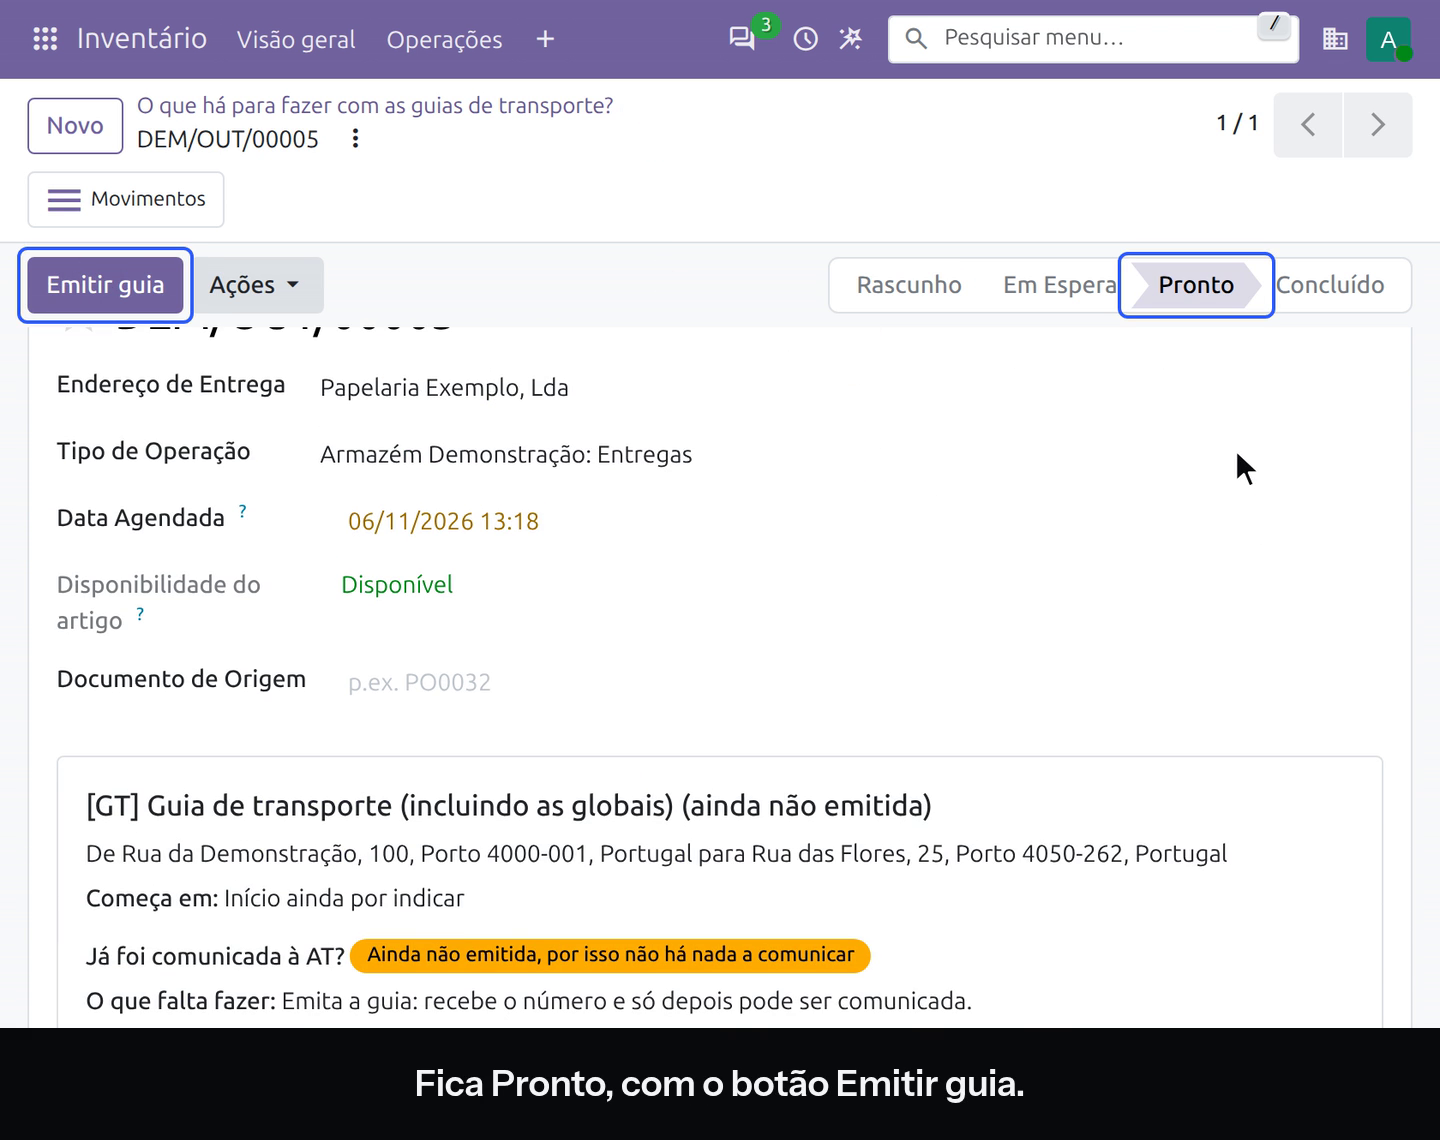 Inventário Visão geral Operações + 3 Pesquisar menu... / A
Novo
O que há para fazer com as guias de transporte?
DEM/OUT/00005
1 / 1
Movimentos
Emitir guia Ações Rascunho Em Espera Pronto Concluído
DEM/OUT/00005
Endereço de Entrega Papelaria Exemplo, Lda
Tipo de Operação Armazém Demonstração: Entregas
Data Agendada ? 06/11/2026 13:18
Disponibilidade do Disponível
artigo ?
Documento de Origem p.ex. PO0032
[GT] Guia de transporte (incluindo as globais) (ainda não emitida)
De Rua da Demonstração, 100, Porto 4000-001, Portugal para Rua das Flores, 25, Porto 4050-262, Portugal
Começa em: Início ainda por indicar
Já foi comunicada à AT? Ainda não emitida, por isso não há nada a comunicar
O que falta fazer: Emita a guia: recebe o número e só depois pode ser comunicada.
Fica Pronto, com o botão Emitir guia.